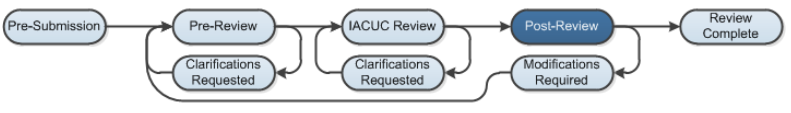 Pre-Submission
Pre-Review
IACUC Review
Post-Review
Review
Complete
Clarifications
Requested
Clarifications
Requested
Modifications
Required